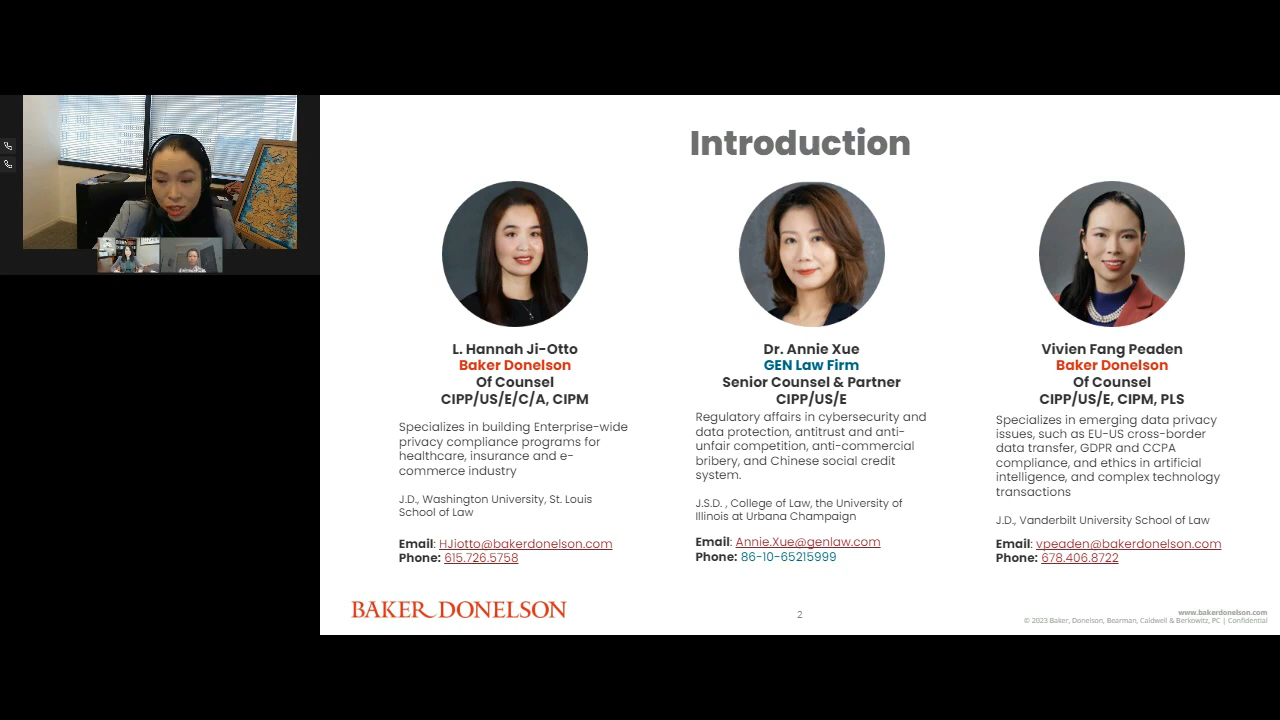 Introduction
L. Hannah Ji-Otto
Baker Donelson
Of Counsel
CIPP/US/E/C/A, CIPM
Specializes in building Enterprise-wide
privacy compliance programs for
healthcare, insurance and e-
commerce industry
J.D., Washington University, St. Louis
School of Law
Email: HJiotto@bakerdonelson.com
Phone: 615.726.5758
Dr. Annie Xue
GEN Law Firm
Senior Counsel & Partner
CIPP/US/E
Regulatory affairs in cybersecurity and
data protection, antitrust and anti-
unfair competition, anti-commercial
bribery, and Chinese social credit
system.
J.S.D. , College of Law, the University of
Illinois at Urbana Champaign
Email: Annie.Xue@genlaw.com
Phone: 86-10-65215999
Vivien Fang Peaden
Baker Donelson
Of Counsel
CIPP/US/E, CIPM, PLS
Specializes in emerging data privacy
issues, such as EU-US cross-border
data transfer, GDPR and CCPA
compliance, and ethics in artificial
intelligence, and complex technology
transactions
J.D., Vanderbilt University School of Law
Email: vpeaden@bakerdonelson.com
Phone: 678.406.8722
BAKER DONELSON
2
www.bakerdonelson.com
© 2023 Baker, Donelson, Bearman, Caldwell & Berkowitz, PC | Confidential